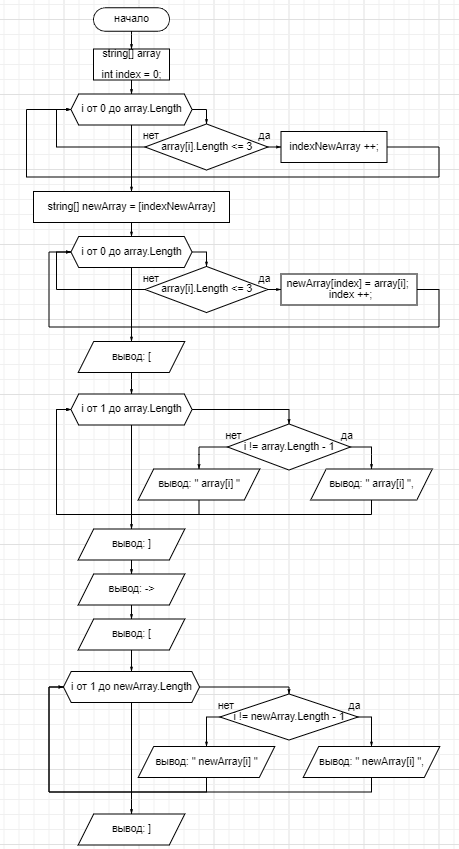 начало
string[] array
int index = 0;
i от 0 до array.Length
нет
да
array[i].Length <= 3
indexNewArray ++;
string[] newArray = [indexNewArray]
i от 0 до array.Length
нет
да
array[i].Length <= 3
newArray[index] = array[i];
index ++;
вывод: [
i от 1 до array.Length
нет
да
i != array.Length - 1
вывод: " array[i] "
вывод: " array[i] ",
вывод: ]
вывод: ->
вывод: [
i от 1 до newArray.Length
нет
да
i != newArray.Length - 1
вывод: " newArray[i] "
вывод: " newArray[i] ",
вывод: ]